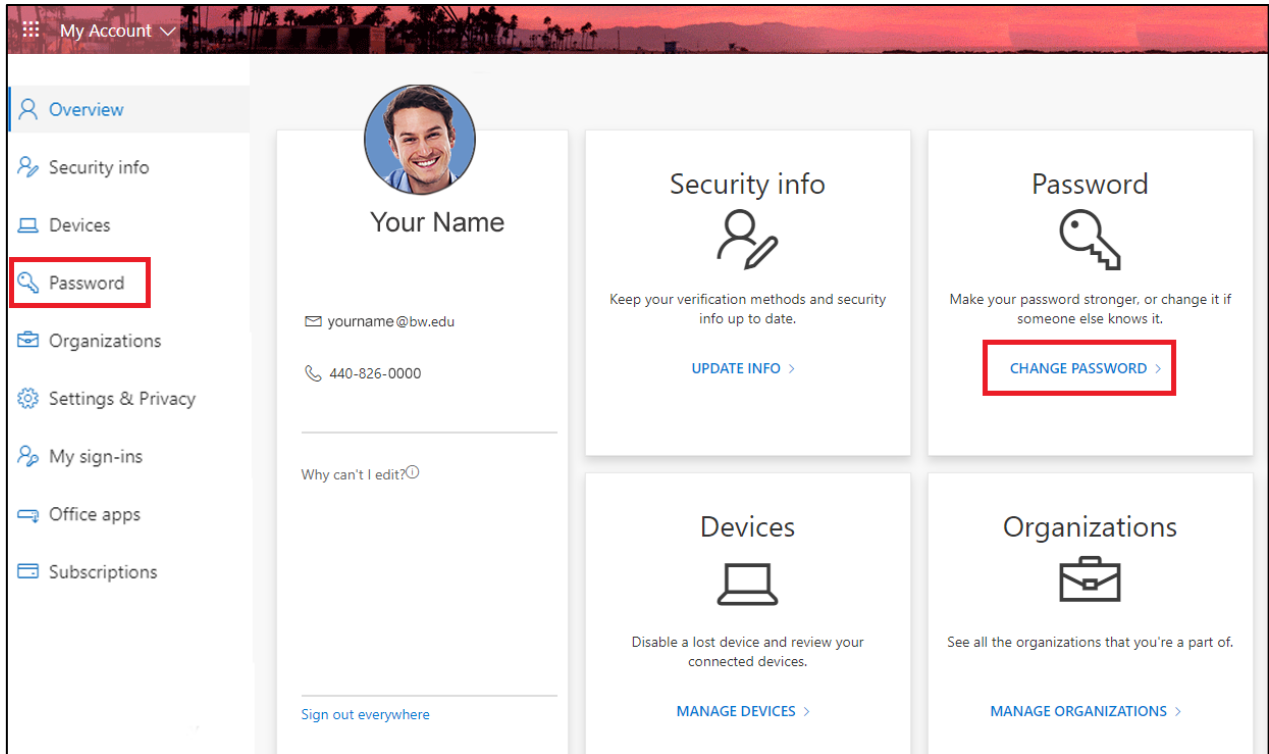 My Account
Overview
Security info
Devices
Password
Organizations
Settings & Privacy
My sign-ins
Office apps
Subscriptions
Your Name
yourname@bw.edu
440-826-0000
Why can't I edit?
Sign out everywhere
Security info
Keep your verification methods and security
info up to date.
UPDATE INFO
Password
Make your password stronger, or change it if
someone else knows it.
CHANGE PASSWORD
Devices
Disable a lost device and review your
connected devices.
MANAGE DEVICES
Organizations
See all the organizations that you're a part of.
MANAGE ORGANIZATIONS